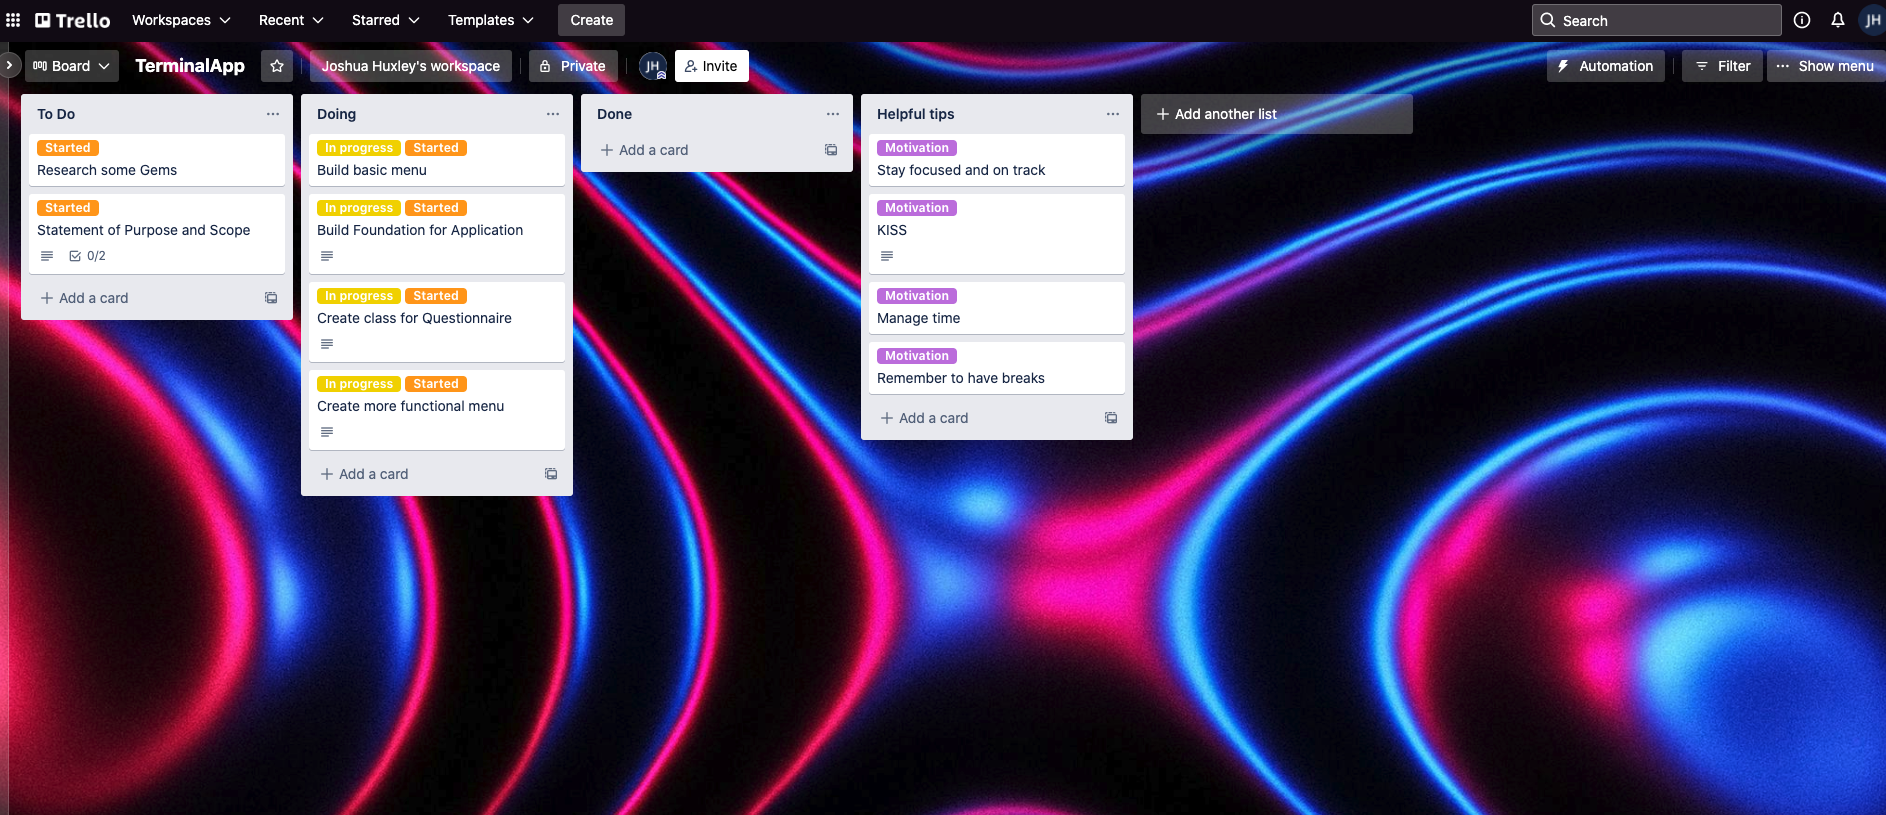 Trello Workspaces Recent Starred Templates Create Search JH
Board TerminalApp Joshua Huxley's workspace Private JH Invite Automation Filter Show menu
To Do
Started
Research some Gems
Started
Statement of Purpose and Scope
0/2
Add a card
Doing
In progress Started
Build basic menu
In progress Started
Build Foundation for Application
In progress Started
Create class for Questionnaire
In progress Started
Create more functional menu
Add a card
Done
Add a card
Helpful tips
Motivation
Stay focused and on track
Motivation
KISS
Motivation
Manage time
Motivation
Remember to have breaks
Add a card
Add another list